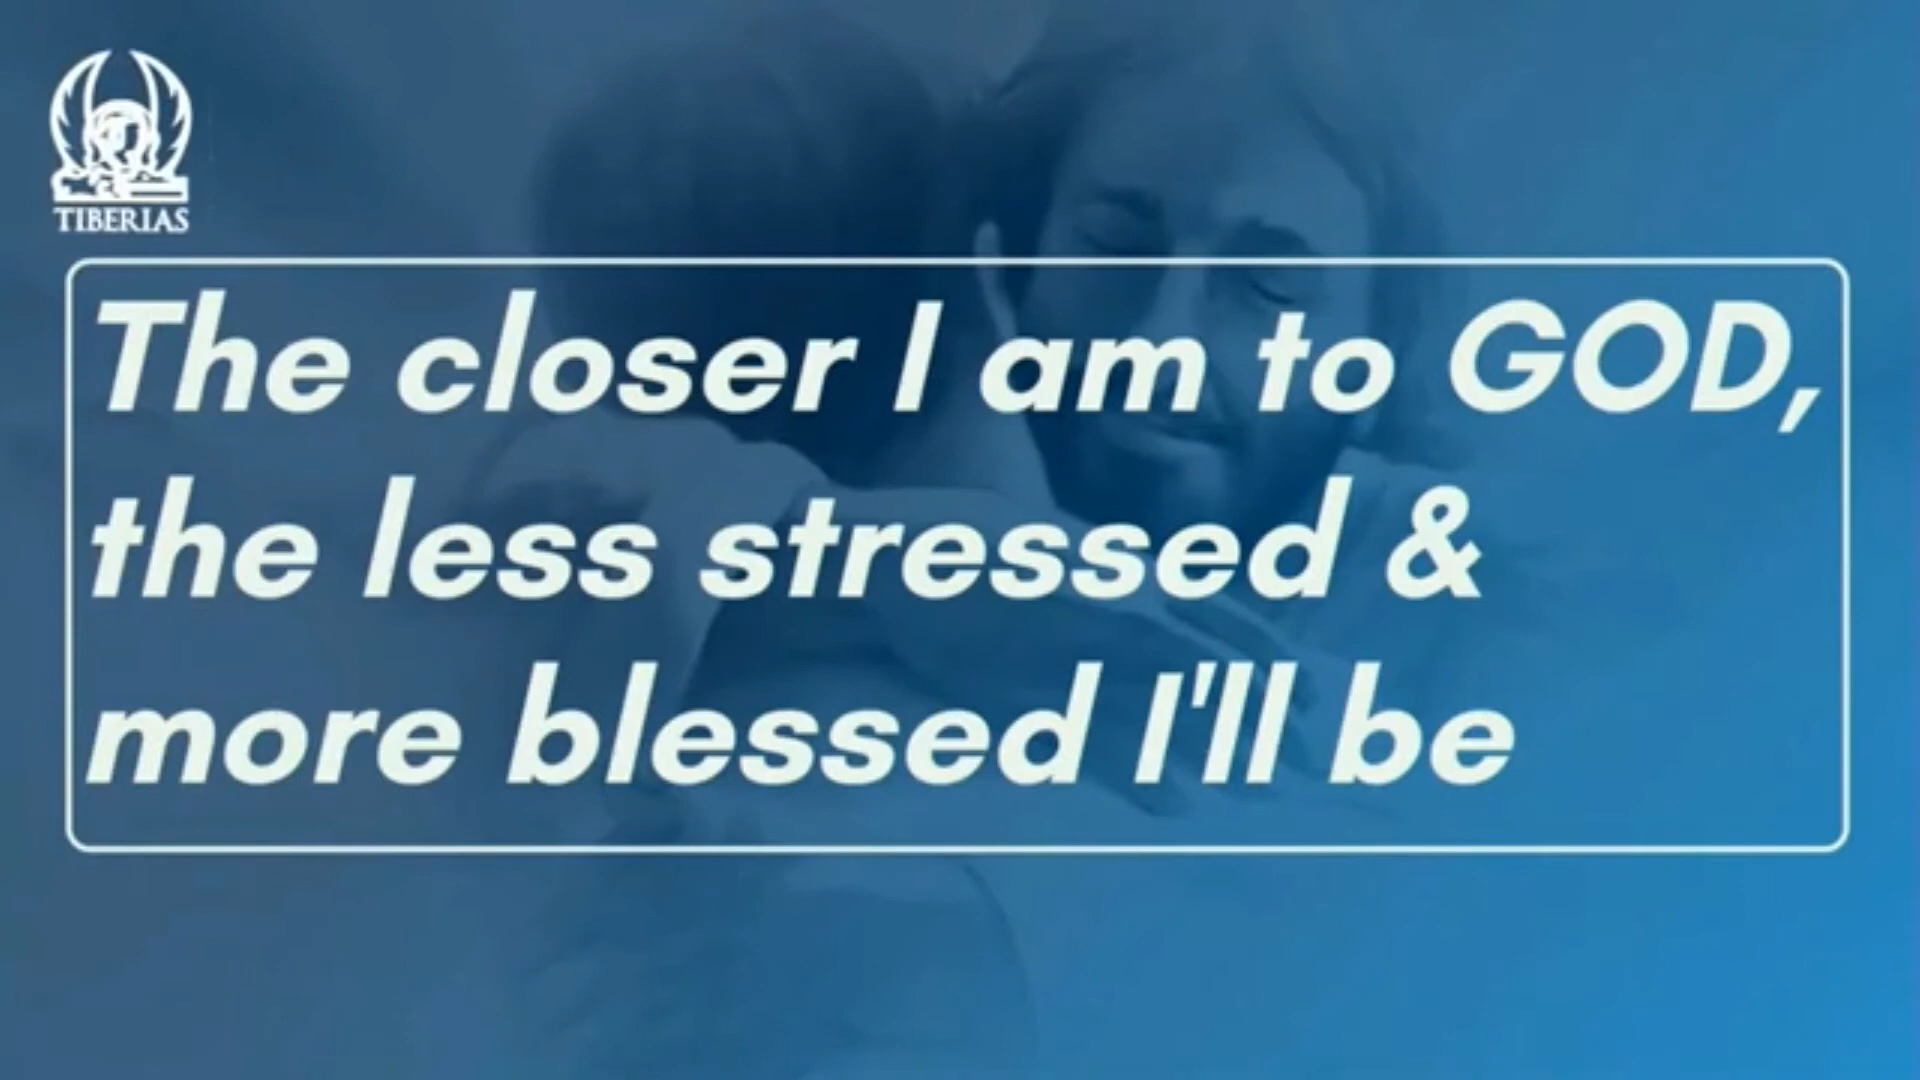 TIBERIAS
The closer I am to GOD,
the less stressed &
more blessed I'll be